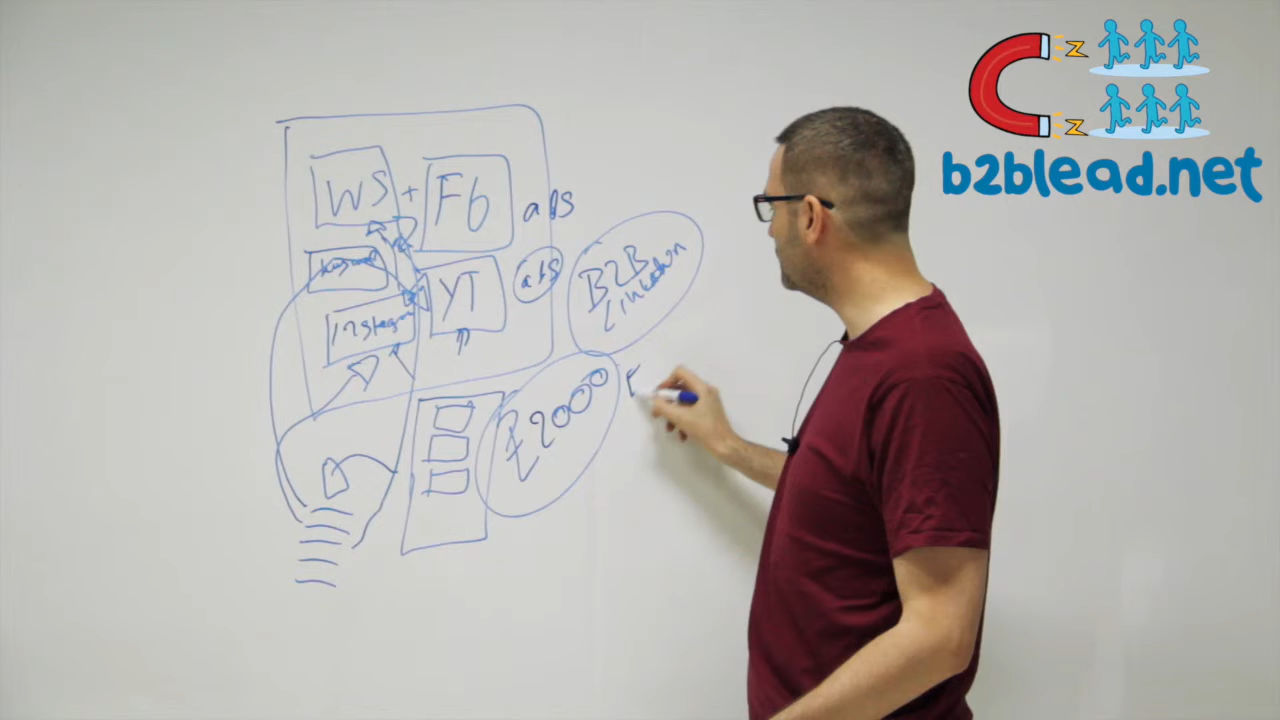 b2blead.net
WS + Fb ads
YT ads
B2B
Linkedin
Instagram
£2000